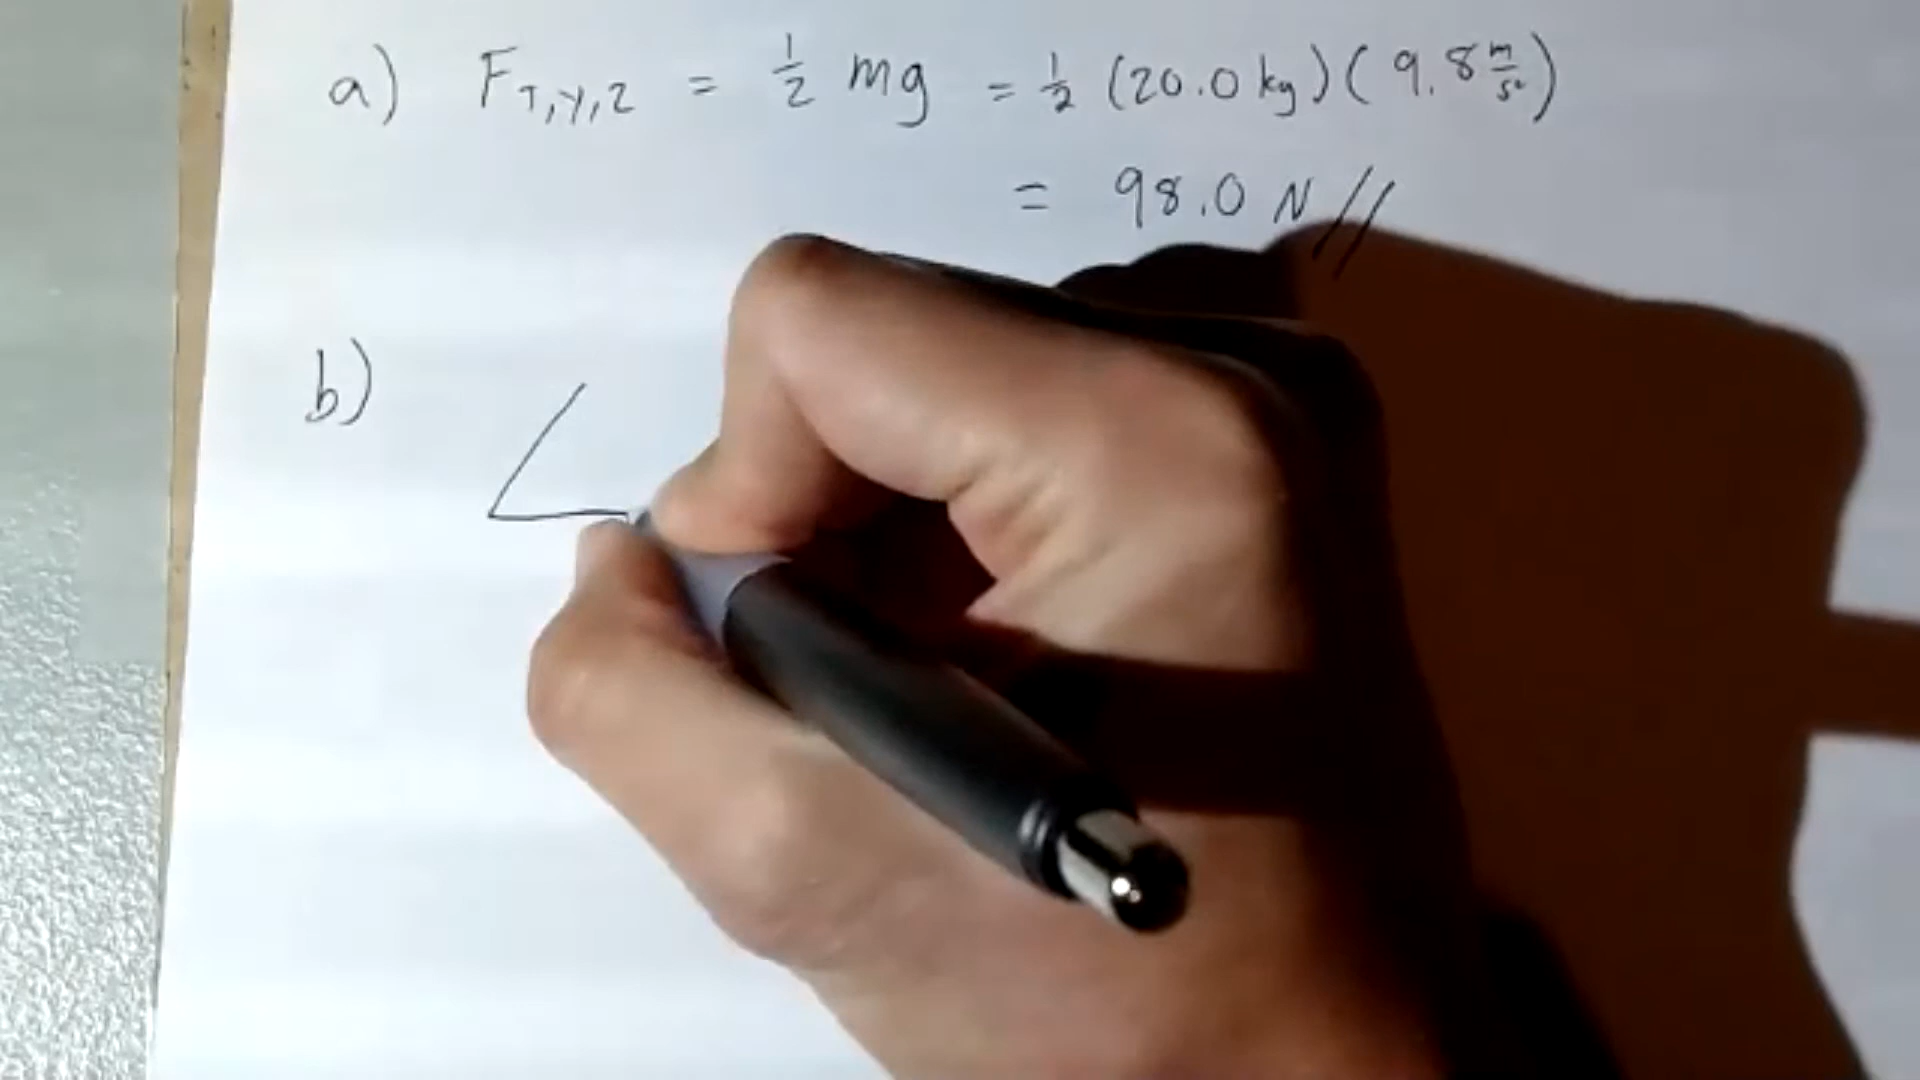 a) F_T,y,2 = 1/2 mg = 1/2 (20.0 kg)(9.8 m/s²)
= 98.0 N //
b)